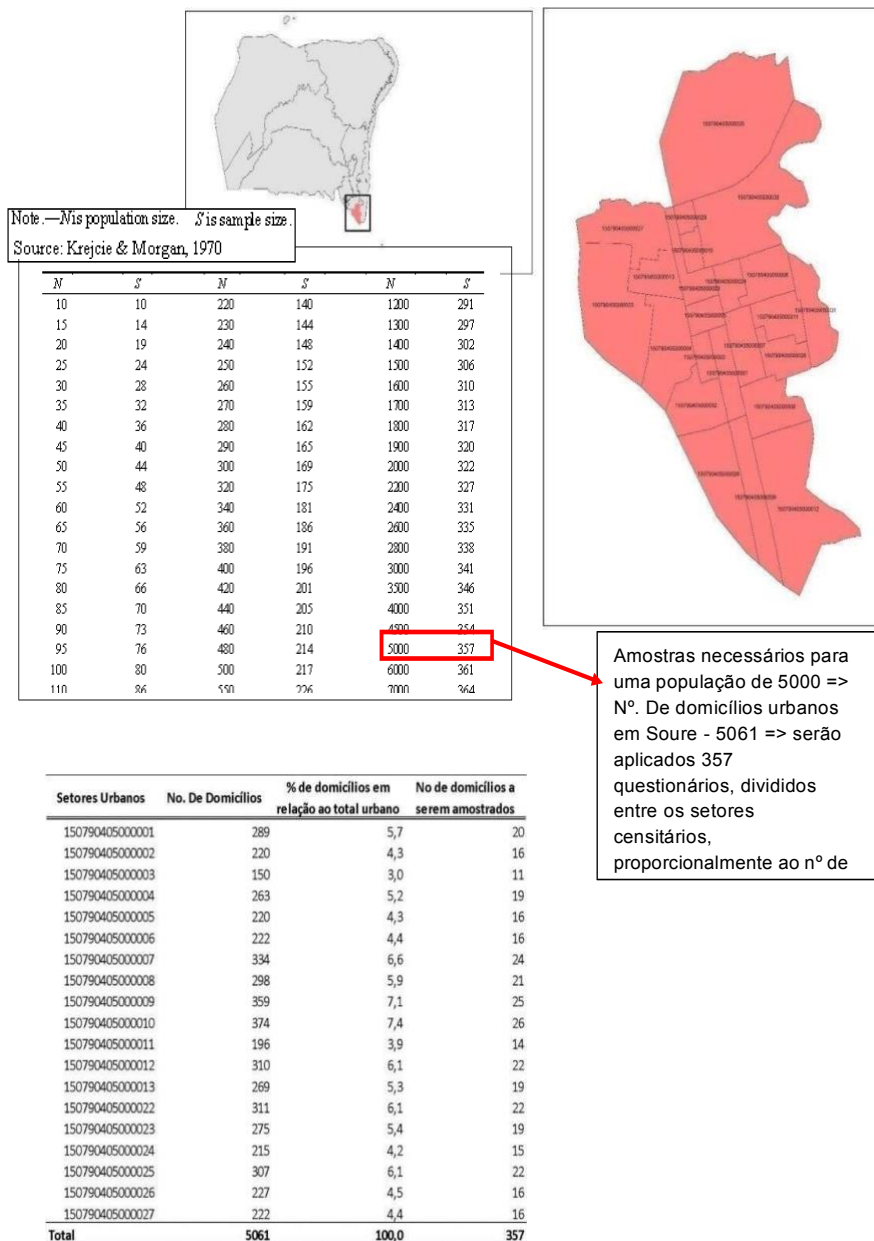 Note.—N is population size. S is sample size.
Source: Krejcie & Morgan, 1970
N S N S N S
10 10 220 140 1200 291
15 14 230 144 1300 297
20 19 240 148 1400 302
25 24 250 152 1500 306
30 28 260 155 1600 310
35 32 270 159 1700 313
40 36 280 162 1800 317
45 40 290 165 1900 320
50 44 300 169 2000 322
55 48 320 175 2200 327
60 52 340 181 2400 331
65 56 360 186 2600 335
70 59 380 191 2800 338
75 63 400 196 3000 341
80 66 420 201 3500 346
85 70 440 205 4000 351
90 73 460 210 4500 354
95 76 480 214 5000 357
100 80 500 217 6000 361
110 86 550 226 7000 364
Amostras necessários para
uma população de 5000 =>
Nº. De domicílios urbanos
em Soure - 5061 => serão
aplicados 357
questionários, divididos
entre os setores
censitários,
proporcionalmente ao nº de
Setores Urbanos No. De Domicílios % de domicílios em relação ao total urbano No de domicílios a serem amostrados
150790405000001 289 5,7 20
150790405000002 220 4,3 16
150790405000003 150 3,0 11
150790405000004 263 5,2 19
150790405000005 220 4,3 16
150790405000006 222 4,4 16
150790405000007 334 6,6 24
150790405000008 298 5,9 21
150790405000009 359 7,1 25
150790405000010 374 7,4 26
150790405000011 196 3,9 14
150790405000012 310 6,1 22
150790405000013 269 5,3 19
150790405000022 311 6,1 22
150790405000023 275 5,4 19
150790405000024 215 4,2 15
150790405000025 307 6,1 22
150790405000026 227 4,5 16
150790405000027 222 4,4 16
Total 5061 100,0 357